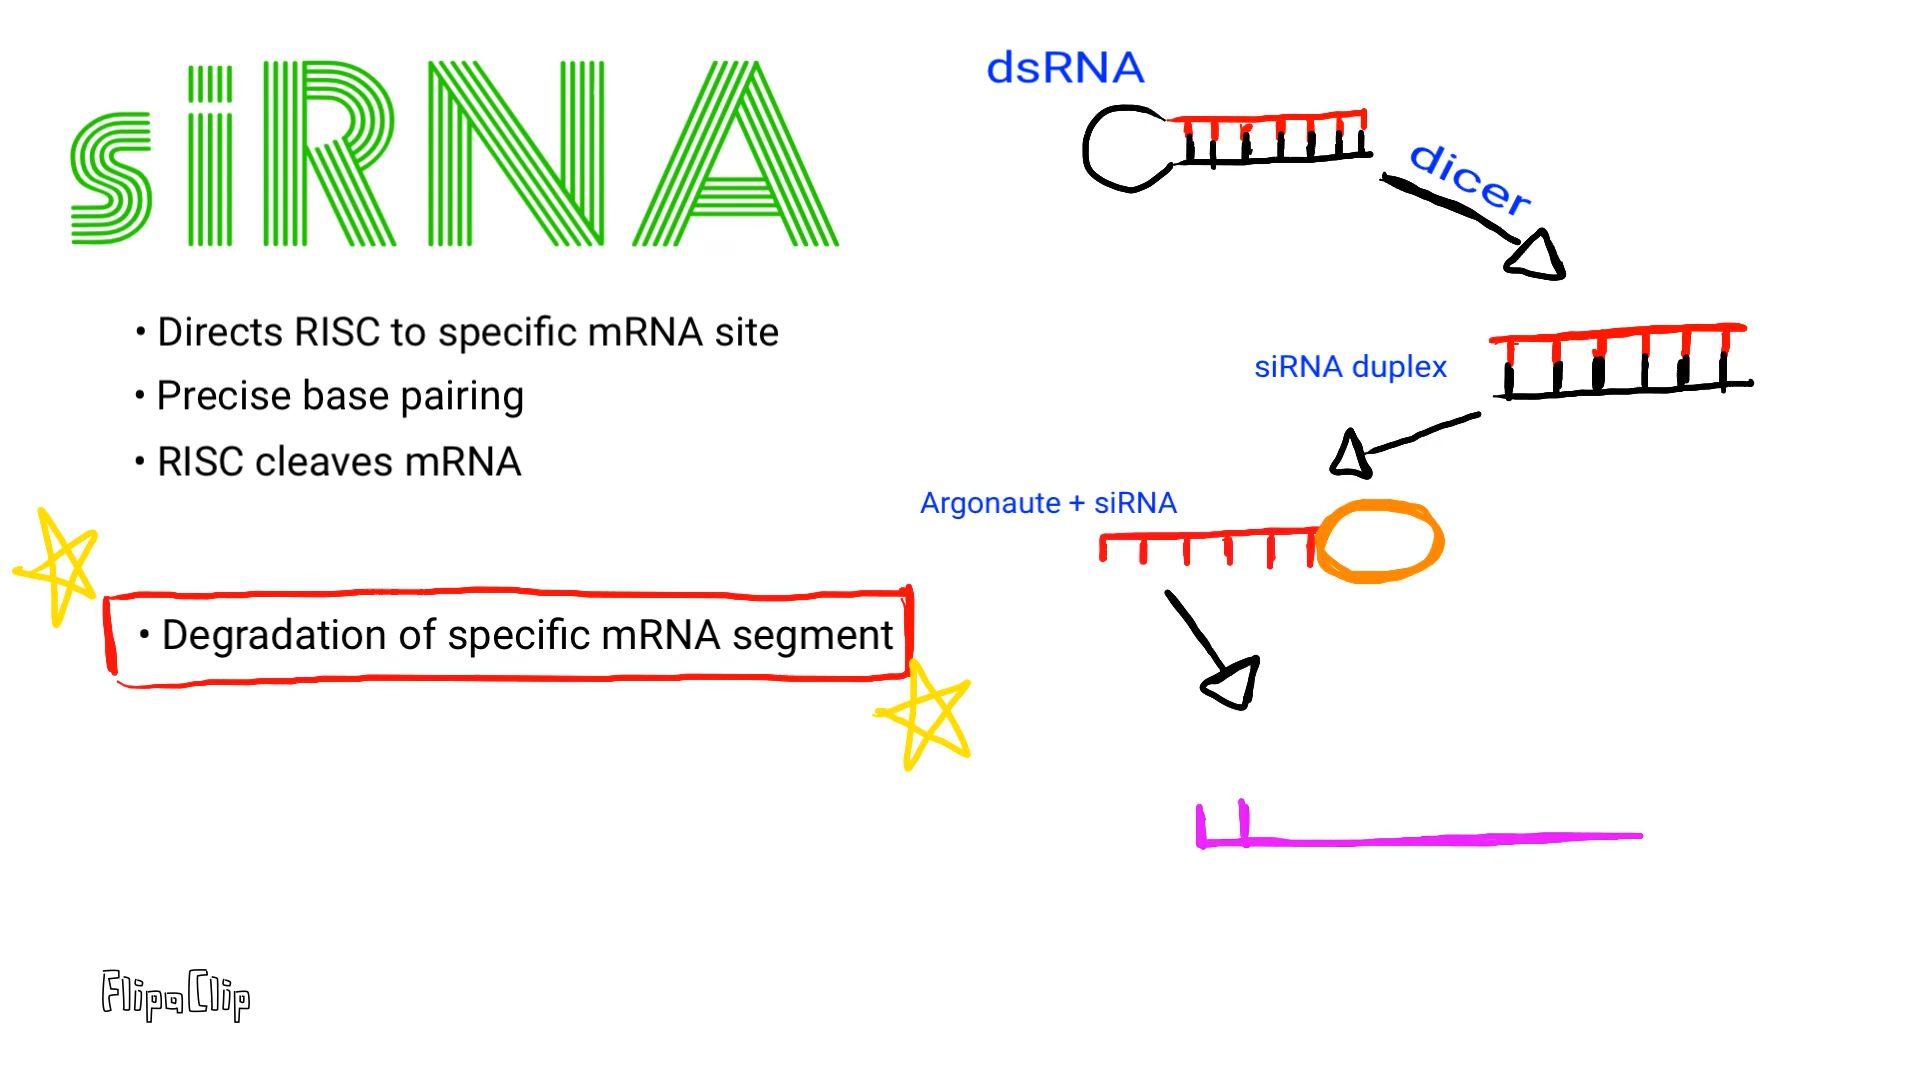 siRNA
• Directs RISC to specific mRNA site
• Precise base pairing
• RISC cleaves mRNA
• Degradation of specific mRNA segment
dsRNA
dicer
siRNA duplex
Argonaute + siRNA
FlipaClip